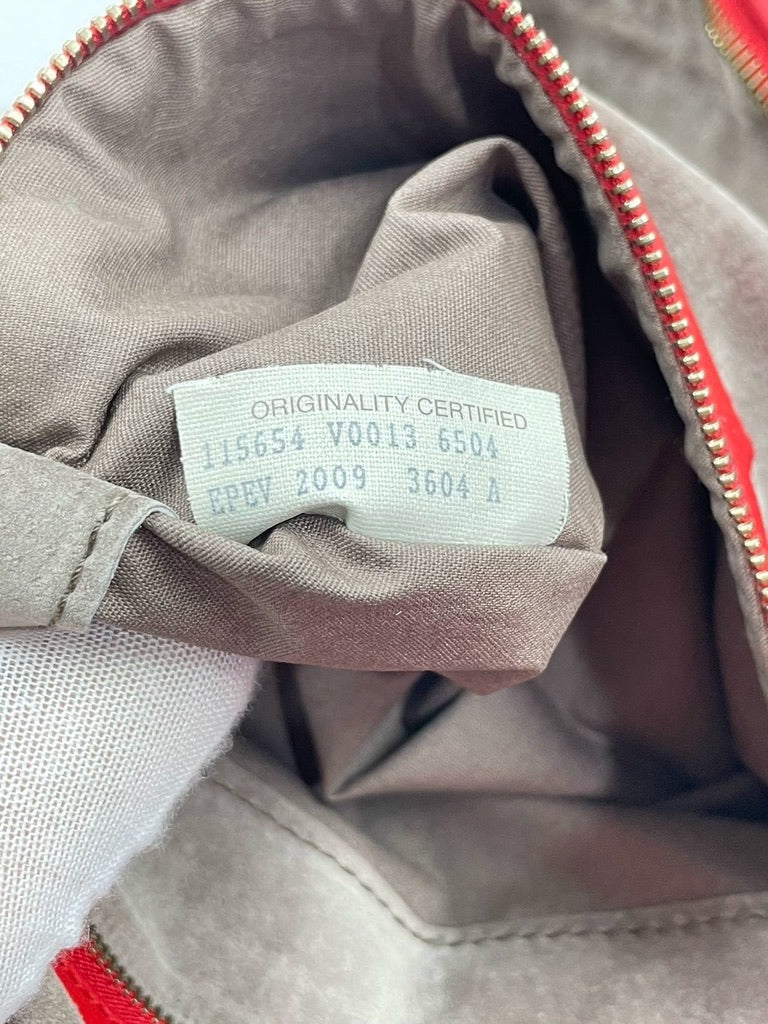 ORIGINALITY CERTIFIED
115654 V0013 6504
EPEV 2009 3604 A